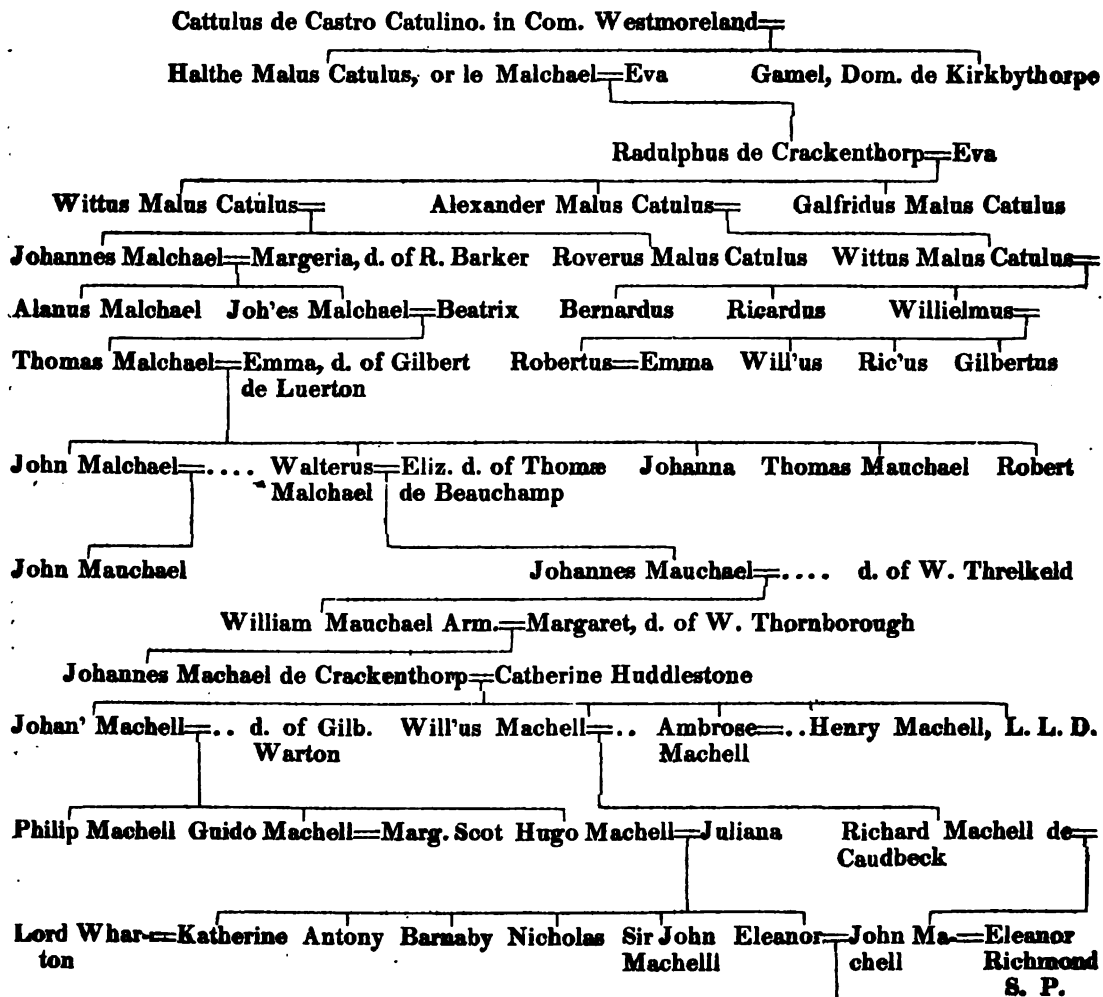 Cattulus de Castro Catulino. in Com. Westmoreland
Halthe Malus Catulus, or le Malchael=Eva Gamel, Dom. de Kirkbythorpe
Radulphus de Crackenthorp=Eva
Wittus Malus Catulus= Alexander Malus Catulus= Galfridus Malus Catulus
Johannes Malchael=Margeria, d. of R. Barker Roverus Malus Catulus Wittus Malus Catulus=
Alanus Malchael Joh'es Malchael=Beatrix Bernardus Ricardus Willielmus=
Thomas Malchael=Emma, d. of Gilbert Robertus=Emma Will'us Ric'us Gilbertus
de Luerton
John Malchael=.... Walterus=Eliz. d. of Thomæ Johanna Thomas Mauchael Robert
Malchael de Beauchamp
John Mauchael Johannes Mauchael=.... d. of W. Threlkeld
William Mauchael Arm.=Margaret, d. of W. Thornborough
Johannes Machael de Crackenthorp=Catherine Huddlestone
Johan' Machell=.. d. of Gilb. Will'us Machell=.. Ambrose=..Henry Machell, L. L. D.
Warton Machell
Philip Machell Guido Machell=Marg. Scot Hugo Machell=Juliana Richard Machell de=
Caudbeck
Lord Whar-=Katherine Antony Barnaby Nicholas Sir John Eleanor=John Ma-=Eleanor
ton Machelll chell Richmond
S. P.